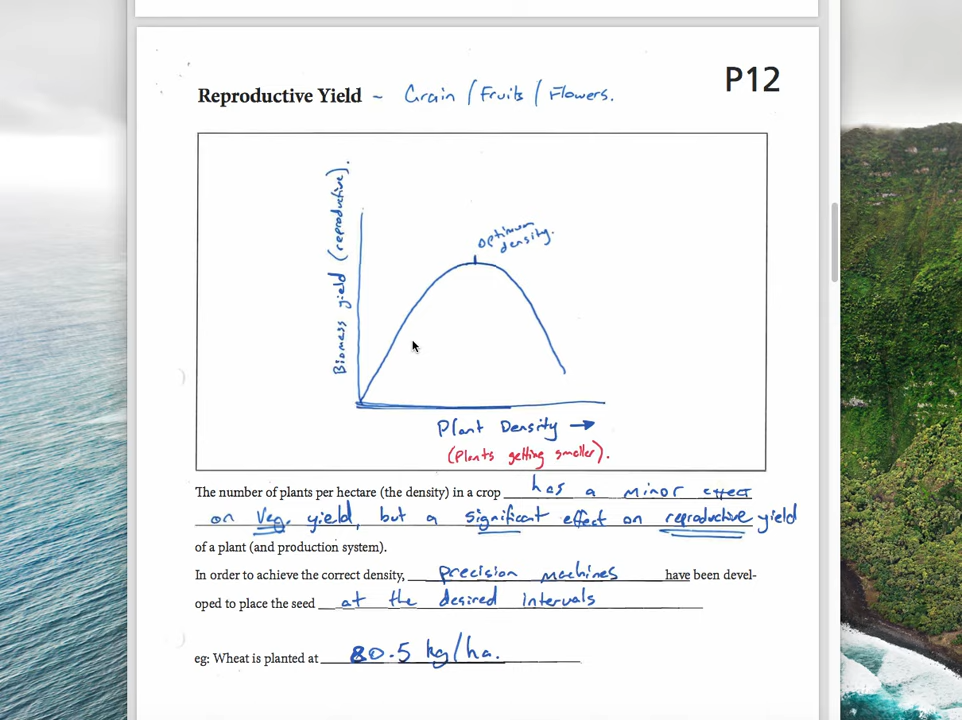 P12
Reproductive Yield ~ Grain / Fruits / Flowers.
Biomass yield (reproductive).
optimum
density.
Plant Density →
(Plants getting smaller).
The number of plants per hectare (the density) in a crop has a minor effect
on Veg. yield, but a significant effect on reproductive yield
of a plant (and production system).
In order to achieve the correct density, precision machines have been devel-
oped to place the seed at the desired intervals
eg: Wheat is planted at 80.5 kg/ha.